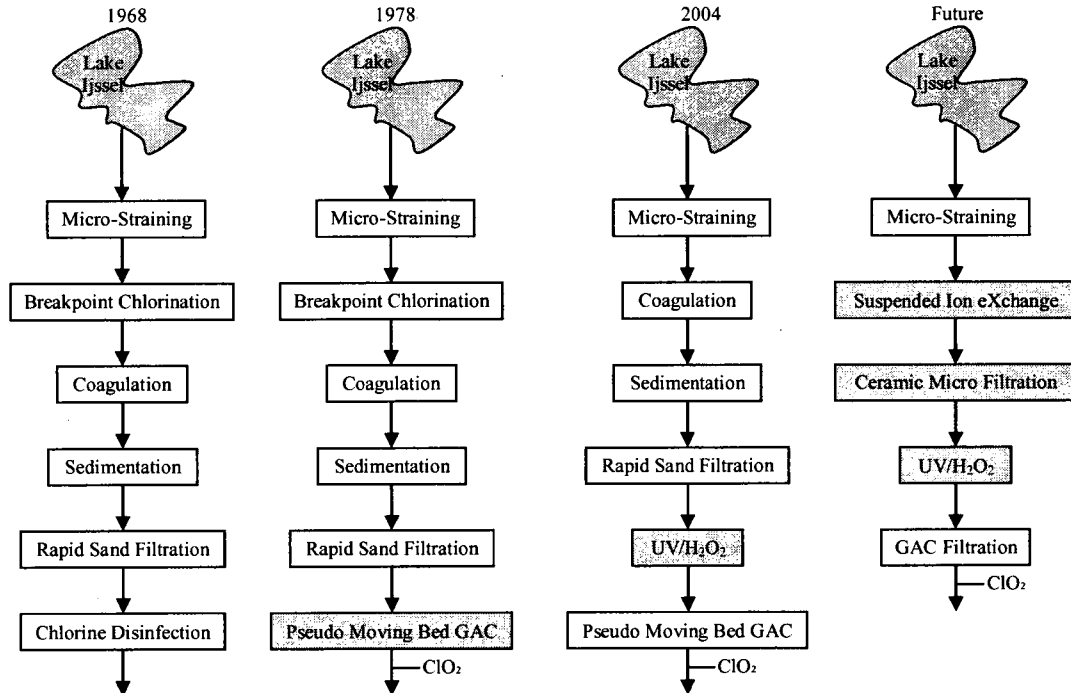 1968
Lake
Ijssel
Micro-Straining
Breakpoint Chlorination
Coagulation
Sedimentation
Rapid Sand Filtration
Chlorine Disinfection
1978
Lake
Ijssel
Micro-Straining
Breakpoint Chlorination
Coagulation
Sedimentation
Rapid Sand Filtration
Pseudo Moving Bed GAC
ClO₂
2004
Lake
Ijssel
Micro-Straining
Coagulation
Sedimentation
Rapid Sand Filtration
UV/H₂O₂
Pseudo Moving Bed GAC
ClO₂
Future
Lake
Ijssel
Micro-Straining
Suspended Ion eXchange
Ceramic Micro Filtration
UV/H₂O₂
GAC Filtration
ClO₂